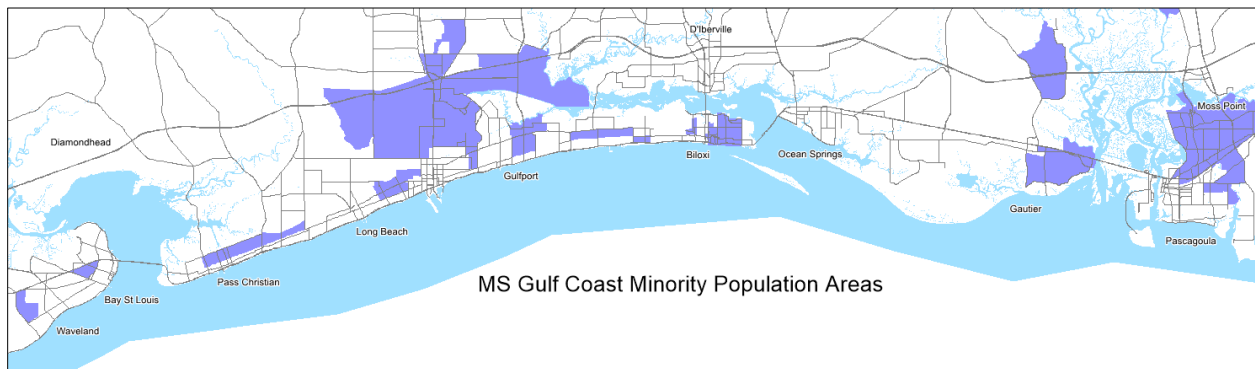 D'Iberville
Moss Point
Diamondhead
Biloxi
Ocean Springs
Gulfport
Gautier
Long Beach
Pascagoula
Pass Christian
MS Gulf Coast Minority Population Areas
Bay St Louis
Waveland